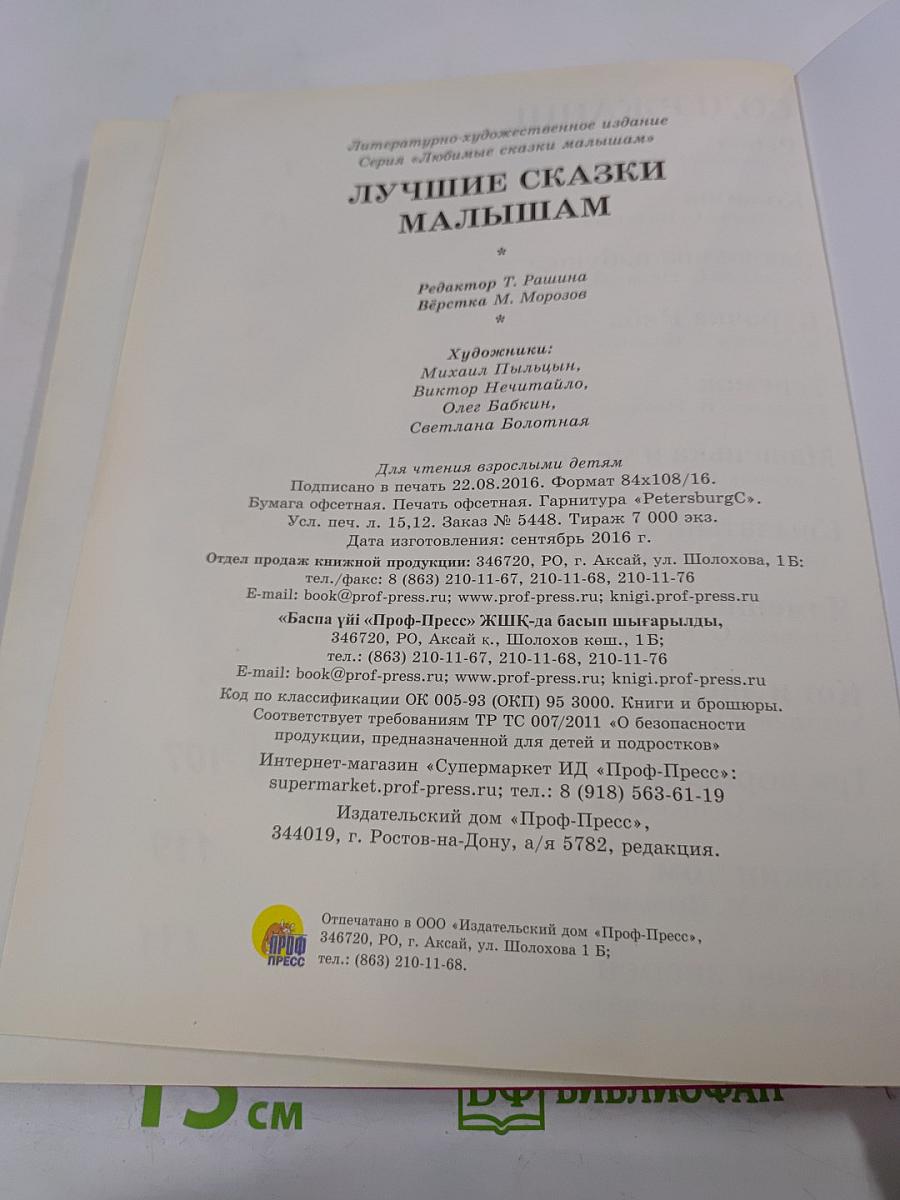 Литературно-художественное издание
Серия «Любимые сказки малышам»
ЛУЧШИЕ СКАЗКИ
МАЛЫШАМ
*
Редактор Т. Рашина
Вёрстка М. Морозов
*
Художники:
Михаил Пыльцын,
Виктор Нечитайло,
Олег Бабкин,
Светлана Болотная
Для чтения взрослыми детям
Подписано в печать 22.08.2016. Формат 84х108/16.
Бумага офсетная. Печать офсетная. Гарнитура «PetersburgC».
Усл. печ. л. 15,12. Заказ № 5448. Тираж 7 000 экз.
Дата изготовления: сентябрь 2016 г.
Отдел продаж книжной продукции: 346720, РО, г. Аксай, ул. Шолохова, 1 Б:
тел./факс: 8 (863) 210-11-67, 210-11-68, 210-11-76
E-mail: book@prof-press.ru; www.prof-press.ru; knigi.prof-press.ru
«Баспа үйі «Проф-Пресс» ЖШҚ-да басып шығарылды,
346720, РО, Аксай қ., Шолохов көш., 1 Б;
тел.: (863) 210-11-67, 210-11-68, 210-11-76
E-mail: book@prof-press.ru; www.prof-press.ru; knigi.prof-press.ru
Код по классификации ОК 005-93 (ОКП) 95 3000. Книги и брошюры.
Соответствует требованиям ТР ТС 007/2011 «О безопасности
продукции, предназначенной для детей и подростков»
Интернет-магазин «Супермаркет ИД «Проф-Пресс»:
supermarket.prof-press.ru; тел.: 8 (918) 563-61-19
Издательский дом «Проф-Пресс»,
344019, г. Ростов-на-Дону, а/я 5782, редакция.
ПРОФ
ПРЕСС
Отпечатано в ООО «Издательский дом «Проф-Пресс»,
346720, РО, г. Аксай, ул. Шолохова 1 Б;
тел.: (863) 210-11-68.
15 см
БФ БИБЛИОФАН